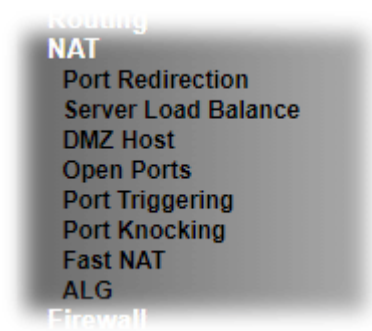 Routing
NAT
Port Redirection
Server Load Balance
DMZ Host
Open Ports
Port Triggering
Port Knocking
Fast NAT
ALG
Firewall